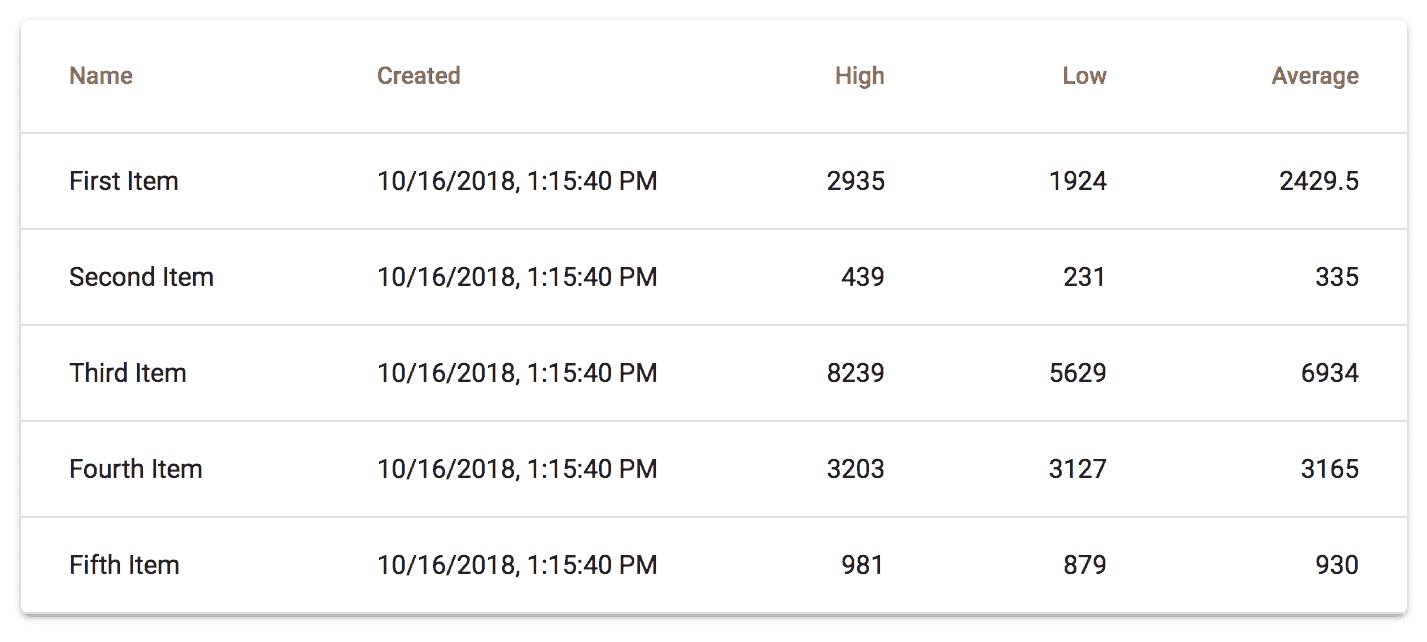 Name Created High Low Average
First Item 10/16/2018, 1:15:40 PM 2935 1924 2429.5
Second Item 10/16/2018, 1:15:40 PM 439 231 335
Third Item 10/16/2018, 1:15:40 PM 8239 5629 6934
Fourth Item 10/16/2018, 1:15:40 PM 3203 3127 3165
Fifth Item 10/16/2018, 1:15:40 PM 981 879 930